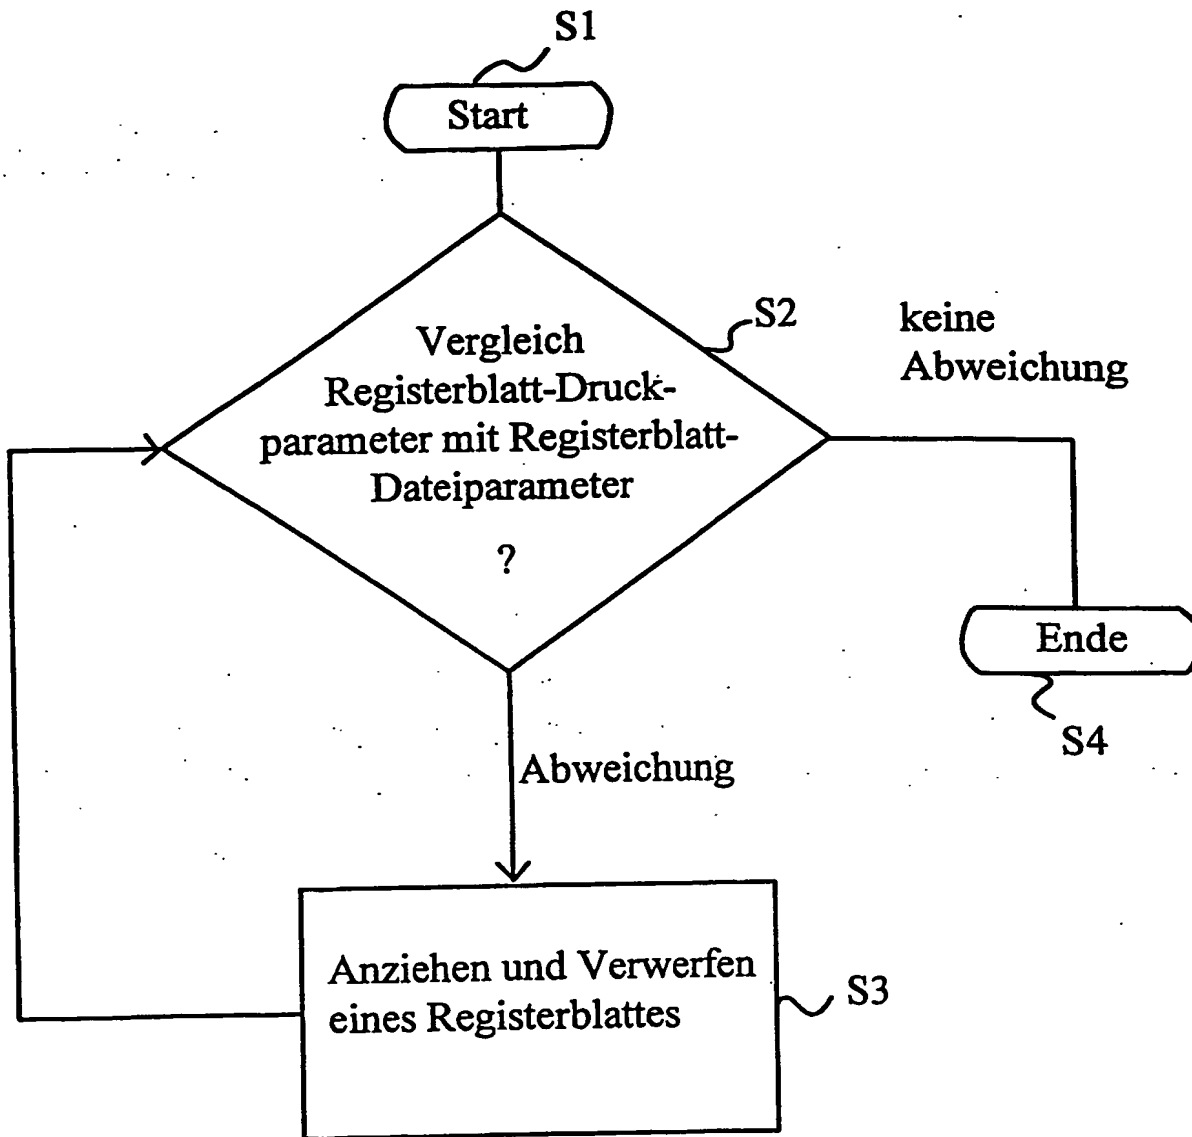 S1
Start
S2
keine
Abweichung
Vergleich
Registerblatt-Druck-
parameter mit Registerblatt-
Dateiparameter
?
Ende
S4
Abweichung
Anziehen und Verwerfen
eines Registerblattes
S3